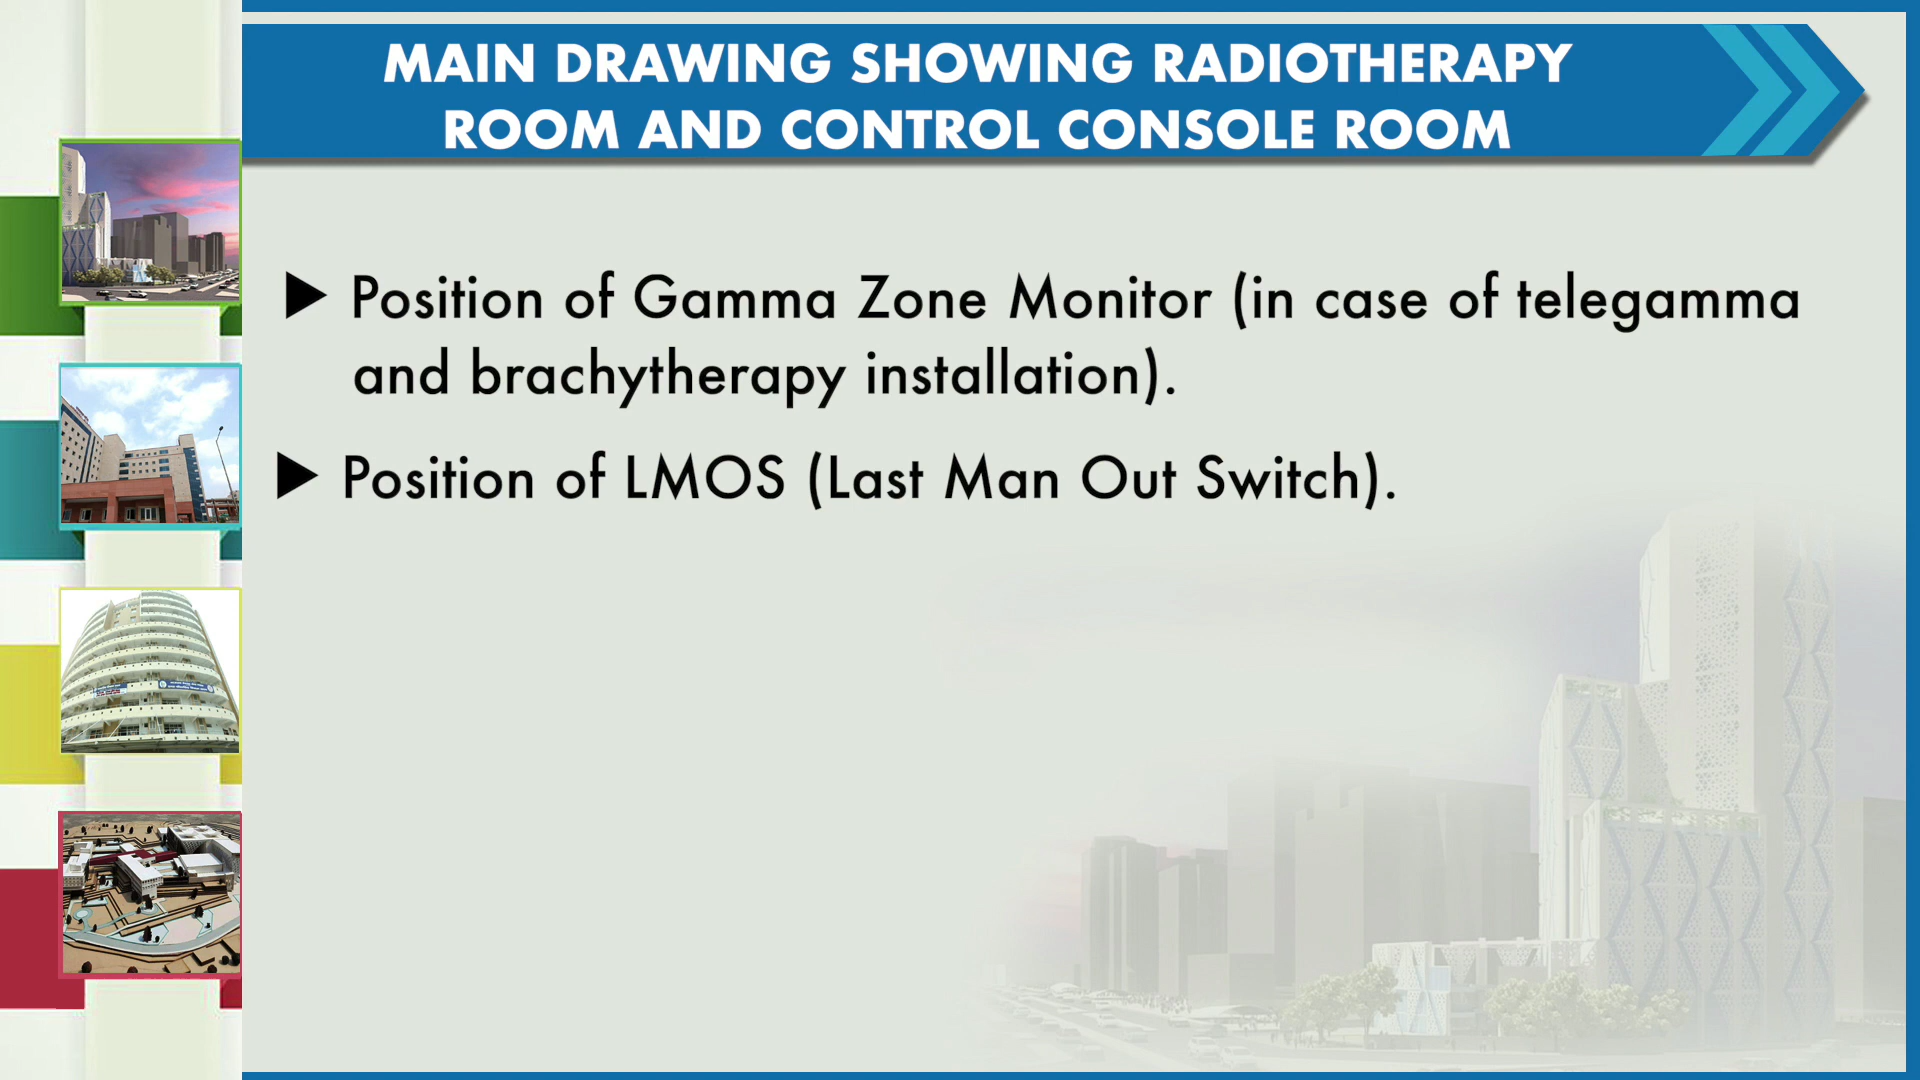 MAIN DRAWING SHOWING RADIOTHERAPY
ROOM AND CONTROL CONSOLE ROOM
▶ Position of Gamma Zone Monitor (in case of telegamma
and brachytherapy installation).
▶ Position of LMOS (Last Man Out Switch).